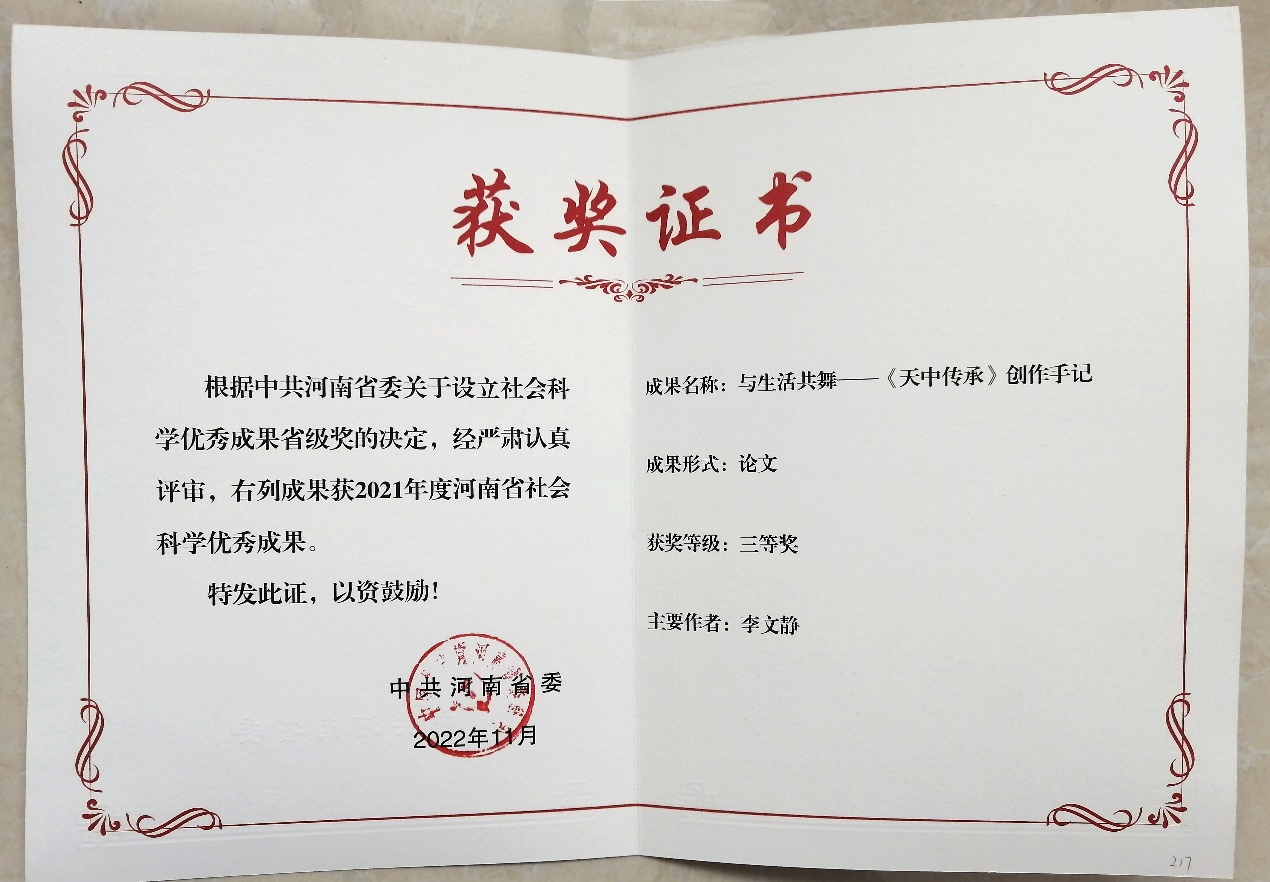 获奖证书
根据中共河南省委关于设立社会科
学优秀成果省级奖的决定，经严肃认真
评审，右列成果获2021年度河南省社会
科学优秀成果。
特发此证，以资鼓励！
中共河南省委
2022年11月
成果名称：与生活共舞——《天中传承》创作手记
成果形式：论文
获奖等级：三等奖
主要作者：李文静
217